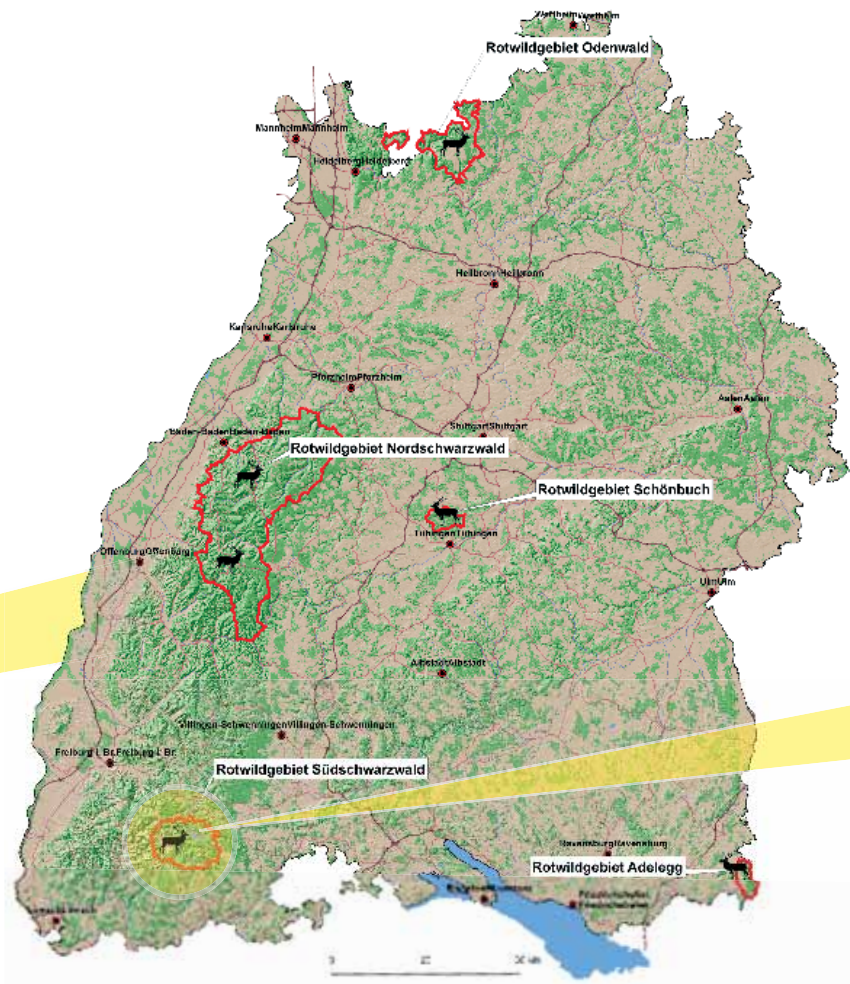 WertheimWertheim
Rotwildgebiet Odenwald
MannheimMannheim
HeidelbergHeidelberg
HeilbronnHeilbronn
KarlsruheKarlsruhe
PforzheimPforzheim
AalenAalen
Baden-BadenBaden-Baden
StuttgartStuttgart
Rotwildgebiet Nordschwarzwald
Rotwildgebiet Schönbuch
TübingenTübingen
OffenburgOffenburg
UlmUlm
AlbstadtAlbstadt
Villingen-SchwenningenVillingen-Schwenningen
Freiburg i. Br.Freiburg i. Br.
Rotwildgebiet Südschwarzwald
RavensburgRavensburg
Rotwildgebiet Adelegg